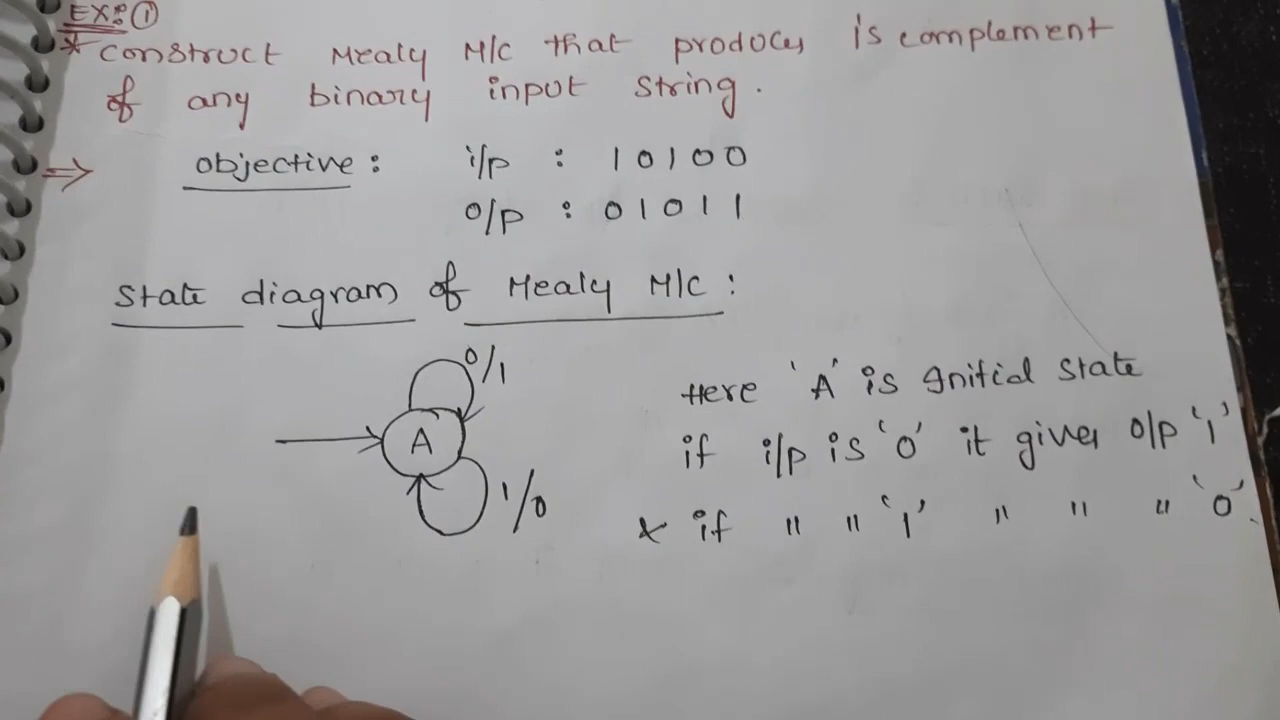 EX:- ①
* construct Mealy M/C that produces 1s complement
of any binary input string.
⇒ objective : i/p : 10100
o/p : 01011
State diagram of Mealy M/C :
0/1
A
1/0
Here 'A' is Initial state
if i/p is '0' it gives o/p '1'
& if " " '1' " " " '0'.